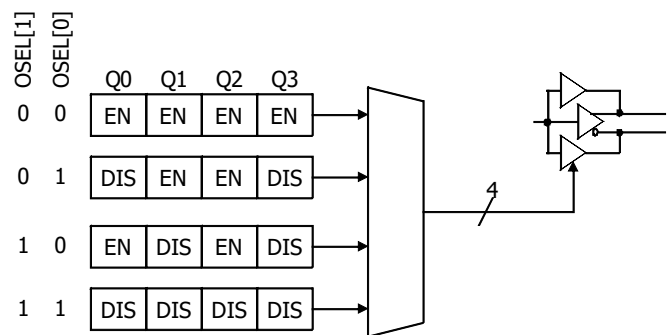 OSEL[1] OSEL[0]
Q0 Q1 Q2 Q3
0 0 EN EN EN EN
0 1 DIS EN EN DIS
4
1 0 EN DIS EN DIS
1 1 DIS DIS DIS DIS